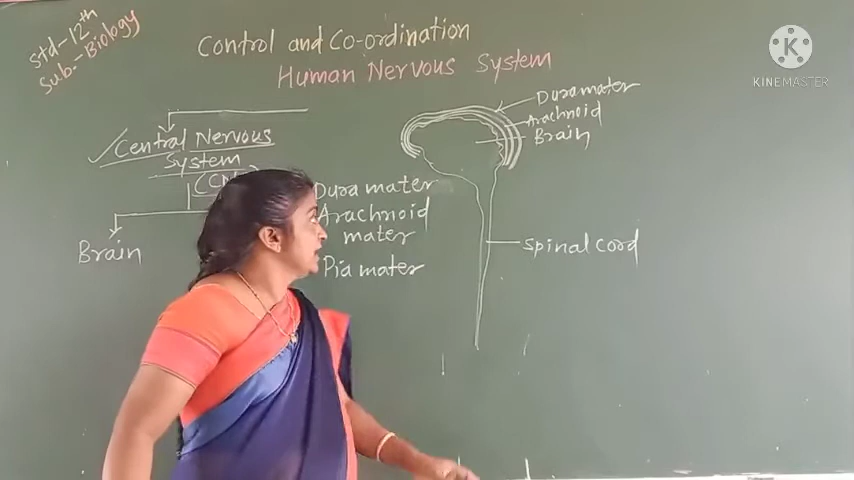 Std-12th
Sub.-Biology
Control and Co-ordination
Human Nervous System
K
KINEMASTER
Central Nervous
System
Brain
Dura mater
Arachnoid
mater
Pia mater
Duramater
Arachnoid
Brain
Spinal cord